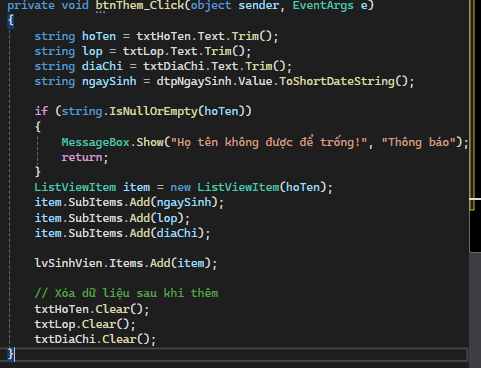 private void btnThem_Click(object sender, EventArgs e)
{
    string hoTen = txtHoTen.Text.Trim();
    string lop = txtLop.Text.Trim();
    string diaChi = txtDiaChi.Text.Trim();
    string ngaySinh = dtpNgaySinh.Value.ToShortDateString();

    if (string.IsNullOrEmpty(hoTen))
    {
        MessageBox.Show("Họ tên không được để trống!", "Thông báo");
        return;
    }
    ListViewItem item = new ListViewItem(hoTen);
    item.SubItems.Add(ngaySinh);
    item.SubItems.Add(lop);
    item.SubItems.Add(diaChi);

    lvSinhVien.Items.Add(item);

    // Xóa dữ liệu sau khi thêm
    txtHoTen.Clear();
    txtLop.Clear();
    txtDiaChi.Clear();
}